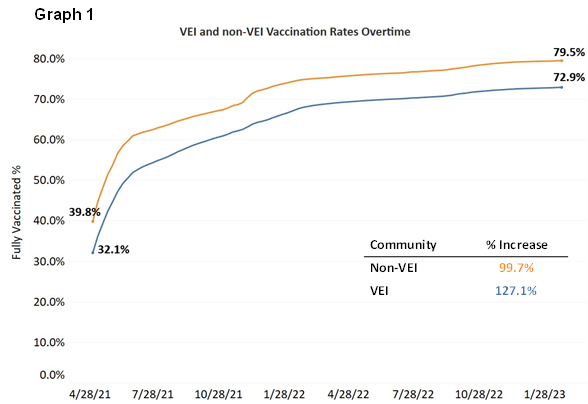 Graph 1
VEI and non-VEI Vaccination Rates Overtime
Fully Vaccinated %
80.0%
70.0%
60.0%
50.0%
40.0%
30.0%
20.0%
10.0%
0.0%
79.5%
72.9%
39.8%
32.1%
Community % Increase
Non-VEI 99.7%
VEI 127.1%
4/28/21 7/28/21 10/28/21 1/28/22 4/28/22 7/28/22 10/28/22 1/28/23